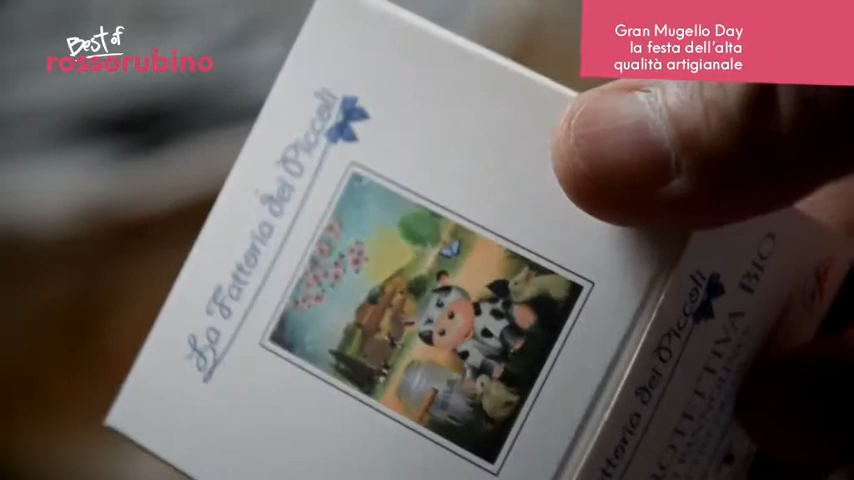 Best of
rossorubino
Gran Mugello Day
la festa dell'alta
qualità artigianale
La Fattoria dei Piccoli
Fattoria dei Piccoli
BIO